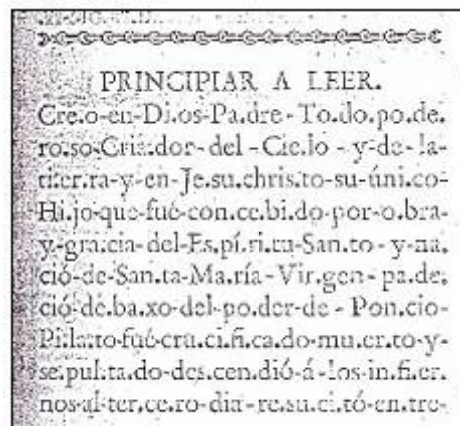 PRINCIPIAR A LEER.
Cre.o-en-Di.os-Pa.dre-To.do.po.de.
ro.so-Cria.dor-del-Cie.lo-y-de-la-
tier.ra-y-en-Je.su.chris.to-su-úni.co-
Hi.jo-que-fué-con.ce.bi.do-por-o.bra-
y-gra.cia-del-Es.pí.ri.tu-San.to-y-na.
ció-de-San.ta-Ma.ría-Vir.gen-pa.de.
ció-de.ba.xo-del-po.der-de-Pon.cio-
Pi.la.to-fué-cru.ci.fi.ca.do-mu.er.to-y-
se.pul.ta.do-des.cen.dió-á-los-in.fi.er.
nos-al-ter.ce.ro-dia-re.su.ci.tó-en.tre-